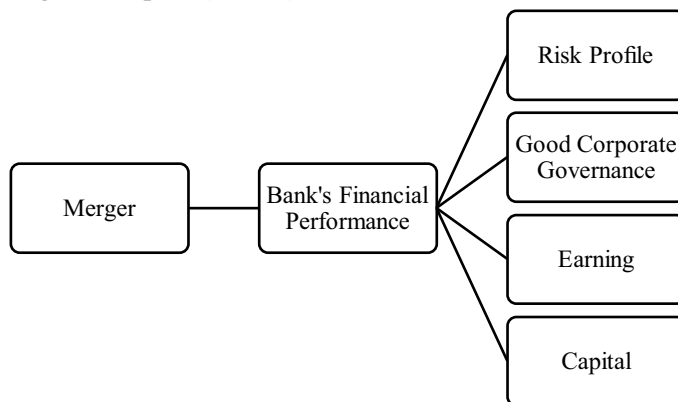 Merger
Bank's Financial
Performance
Risk Profile
Good Corporate
Governance
Earning
Capital